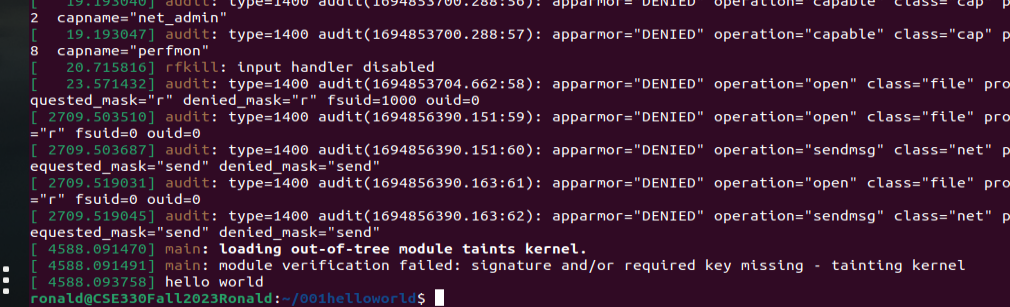 [   19.193040] audit: type=1400 audit(1694853700.288:56): apparmor="DENIED" operation="capable" class="cap" p
2  capname="net_admin"
[   19.193047] audit: type=1400 audit(1694853700.288:57): apparmor="DENIED" operation="capable" class="cap" p
8  capname="perfmon"
[   20.715816] rfkill: input handler disabled
[   23.571432] audit: type=1400 audit(1694853704.662:58): apparmor="DENIED" operation="open" class="file" pro
quested_mask="r" denied_mask="r" fsuid=1000 ouid=0
[ 2709.503510] audit: type=1400 audit(1694856390.151:59): apparmor="DENIED" operation="open" class="file" pro
="r" fsuid=0 ouid=0
[ 2709.503687] audit: type=1400 audit(1694856390.151:60): apparmor="DENIED" operation="sendmsg" class="net" p
equested_mask="send" denied_mask="send"
[ 2709.519031] audit: type=1400 audit(1694856390.163:61): apparmor="DENIED" operation="open" class="file" pro
="r" fsuid=0 ouid=0
[ 2709.519045] audit: type=1400 audit(1694856390.163:62): apparmor="DENIED" operation="sendmsg" class="net" p
equested_mask="send" denied_mask="send"
[ 4588.091470] main: loading out-of-tree module taints kernel.
[ 4588.091491] main: module verification failed: signature and/or required key missing - tainting kernel
[ 4588.093758] hello world
ronald@CSE330Fall2023Ronald:~/001helloworld$